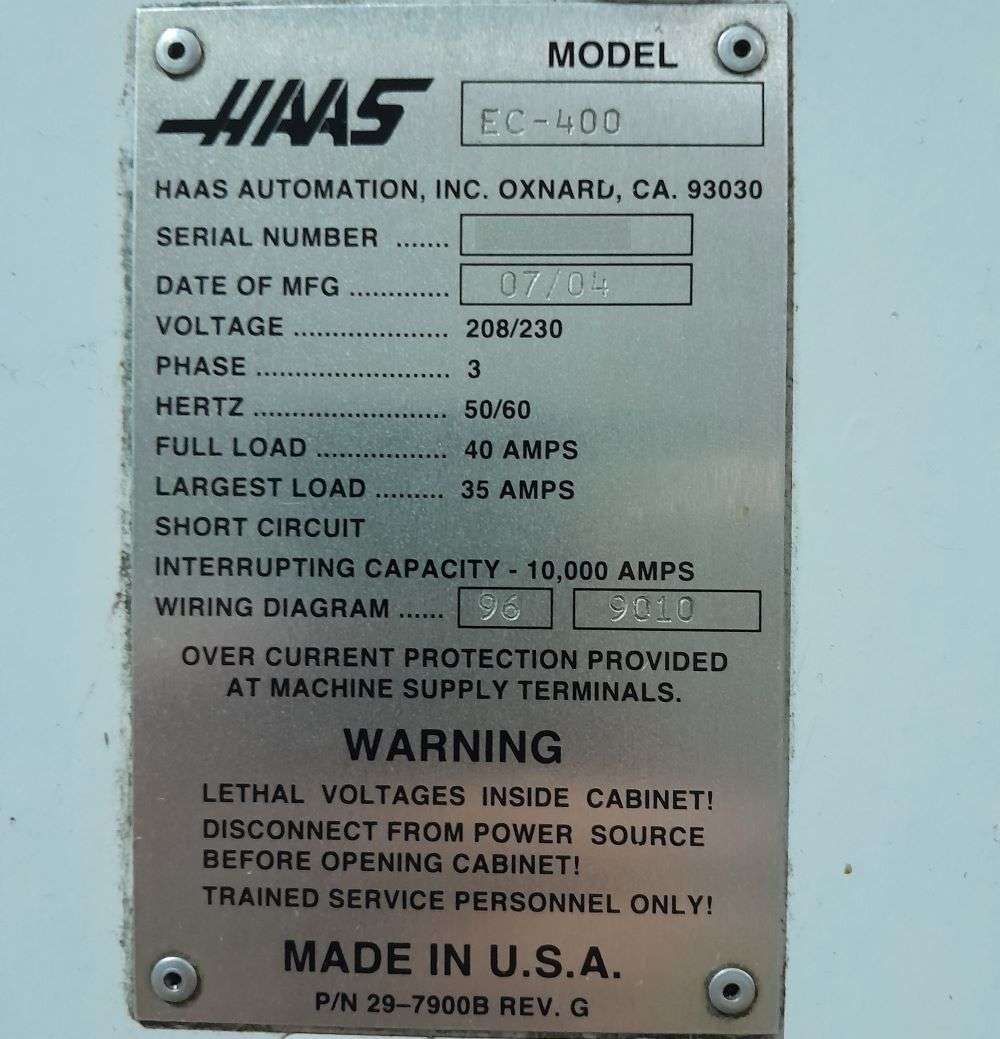 MODEL
HAAS
EC-400
HAAS AUTOMATION, INC. OXNARD, CA. 93030
SERIAL NUMBER .......
DATE OF MFG ............. 07/04
VOLTAGE .................... 208/230
PHASE ......................... 3
HERTZ ......................... 50/60
FULL LOAD ................. 40 AMPS
LARGEST LOAD ......... 35 AMPS
SHORT CIRCUIT
INTERRUPTING CAPACITY - 10,000 AMPS
WIRING DIAGRAM ...... 96 9010
OVER CURRENT PROTECTION PROVIDED
AT MACHINE SUPPLY TERMINALS.
WARNING
LETHAL VOLTAGES INSIDE CABINET!
DISCONNECT FROM POWER SOURCE
BEFORE OPENING CABINET!
TRAINED SERVICE PERSONNEL ONLY!
MADE IN U.S.A.
P/N 29-7900B REV. G